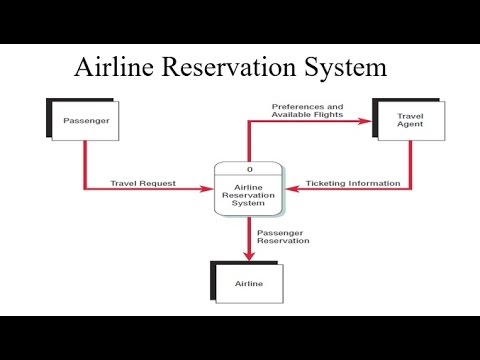 Airline Reservation System
Preferences and
Available Flights
Passenger
Travel
Agent
0
Travel Request
Airline
Reservation
System
Ticketing Information
Passenger
Reservation
Airline